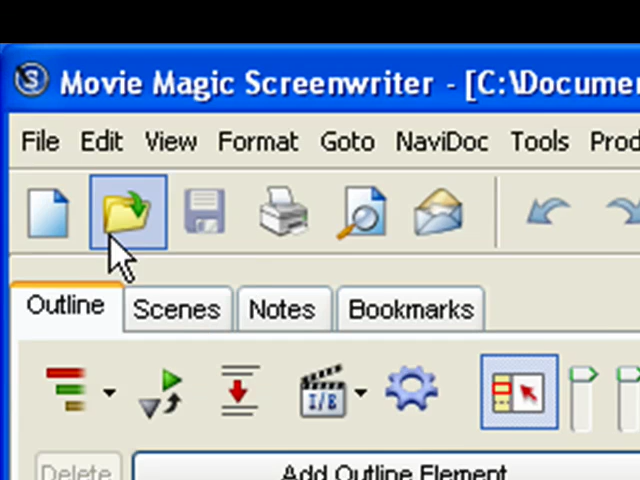 Movie Magic Screenwriter - [C:\Documen
File Edit View Format Goto NaviDoc Tools Prod
Outline Scenes Notes Bookmarks
I/E
Delete Add Outline Element